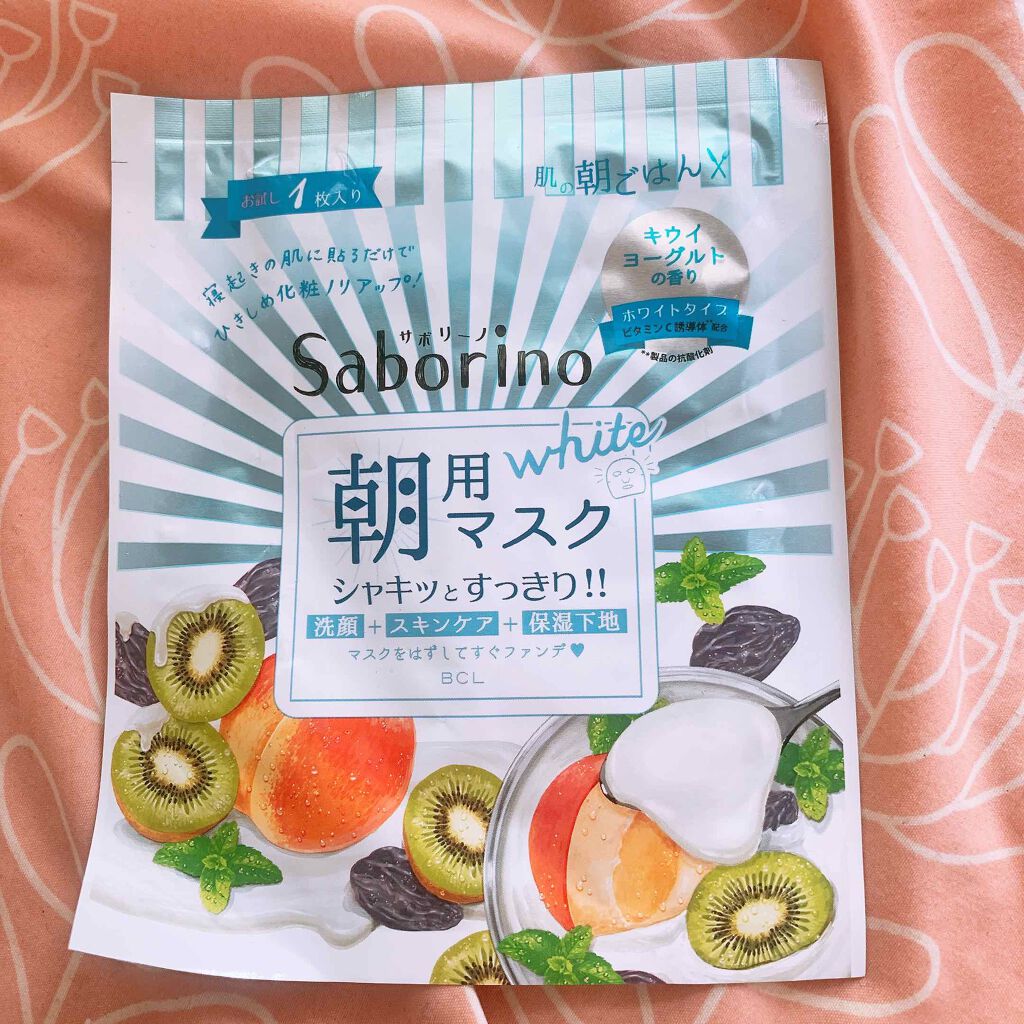 お試し1枚入り
肌の朝ごはん
寝起きの肌に貼るだけで
ひきしめ化粧ノリアップ!
キウイ
ヨーグルト
の香り
ホワイトタイプ
ビタミンC誘導体**配合
**製品の抗酸化剤
サボリーノ
Saborino
white
朝用マスク
シャキッとすっきり!!
洗顔+スキンケア+保湿下地
マスクをはずしてすぐファンデ♥
BCL